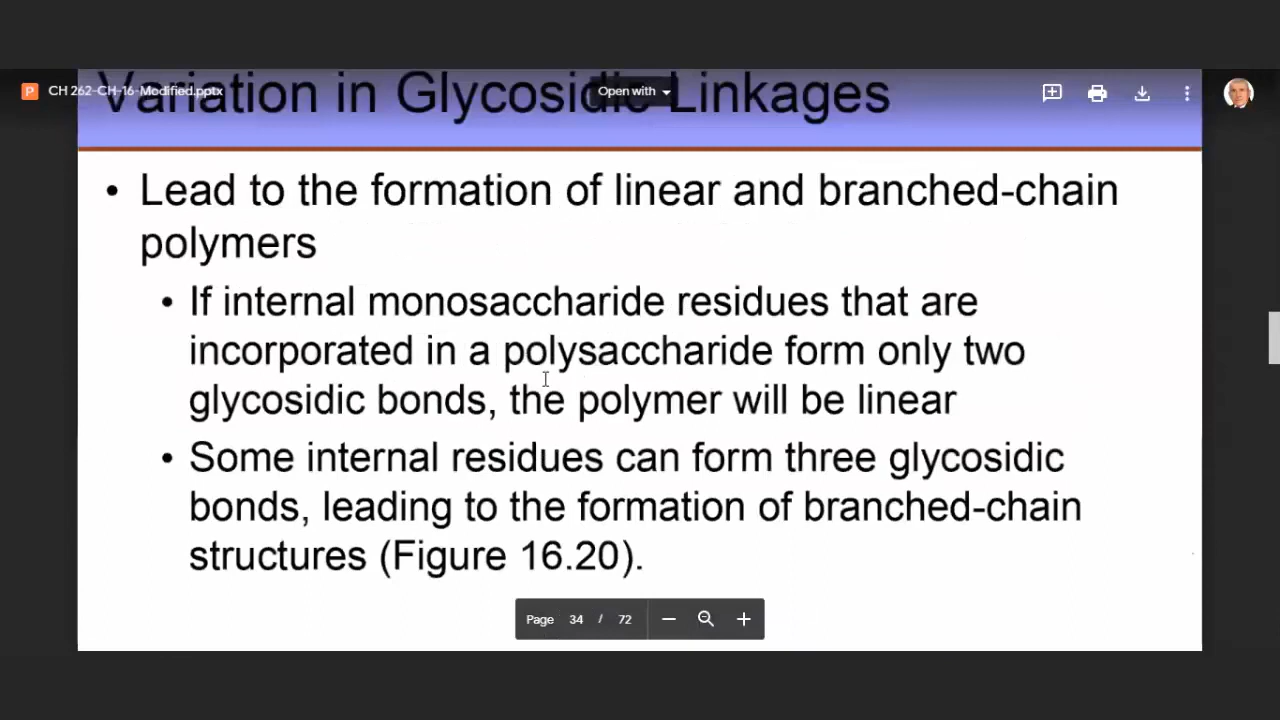 Variation in Glycosidic Linkages
P CH 262-CH-16-Modified.pptx
Open with
• Lead to the formation of linear and branched-chain
polymers
• If internal monosaccharide residues that are
incorporated in a polysaccharide form only two
glycosidic bonds, the polymer will be linear
• Some internal residues can form three glycosidic
bonds, leading to the formation of branched-chain
structures (Figure 16.20).
Page 34 / 72